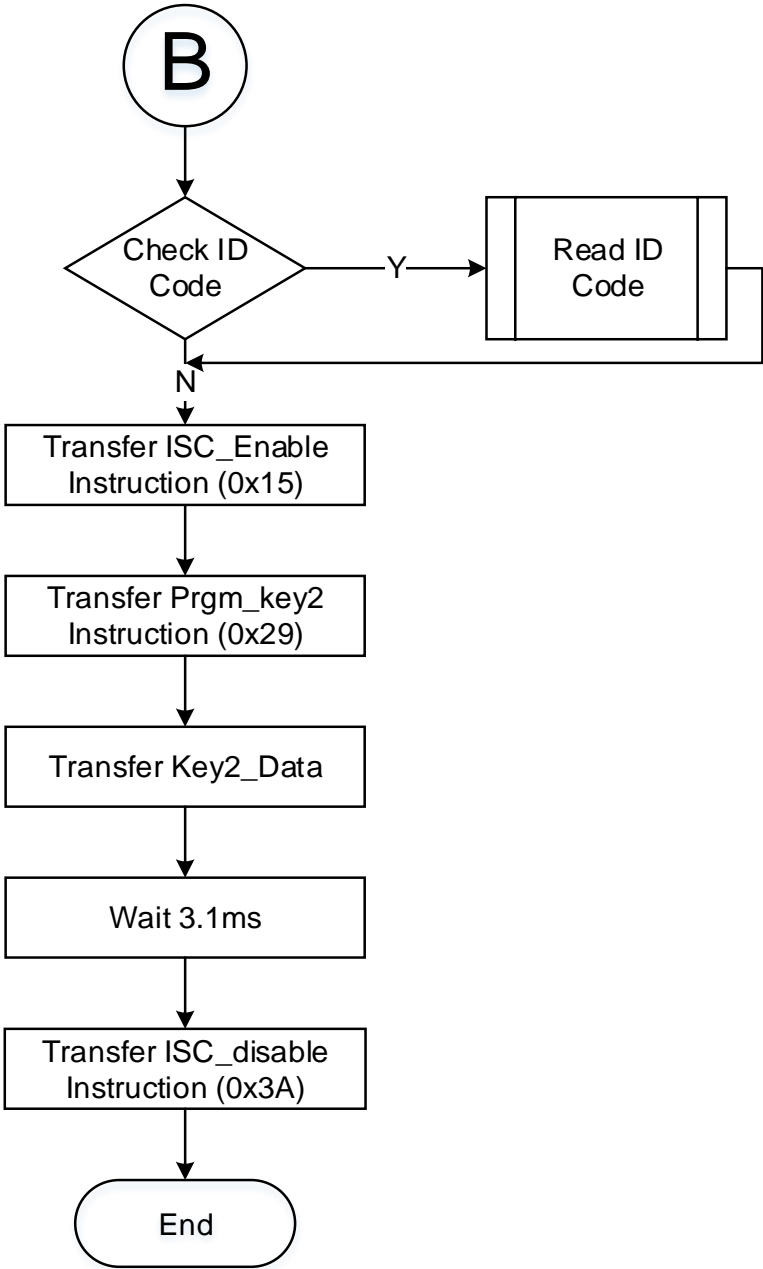 B
Check ID
Code
Y
Read ID
Code
N
Transfer ISC_Enable
Instruction (0x15)
Transfer Prgm_key2
Instruction (0x29)
Transfer Key2_Data
Wait 3.1ms
Transfer ISC_disable
Instruction (0x3A)
End